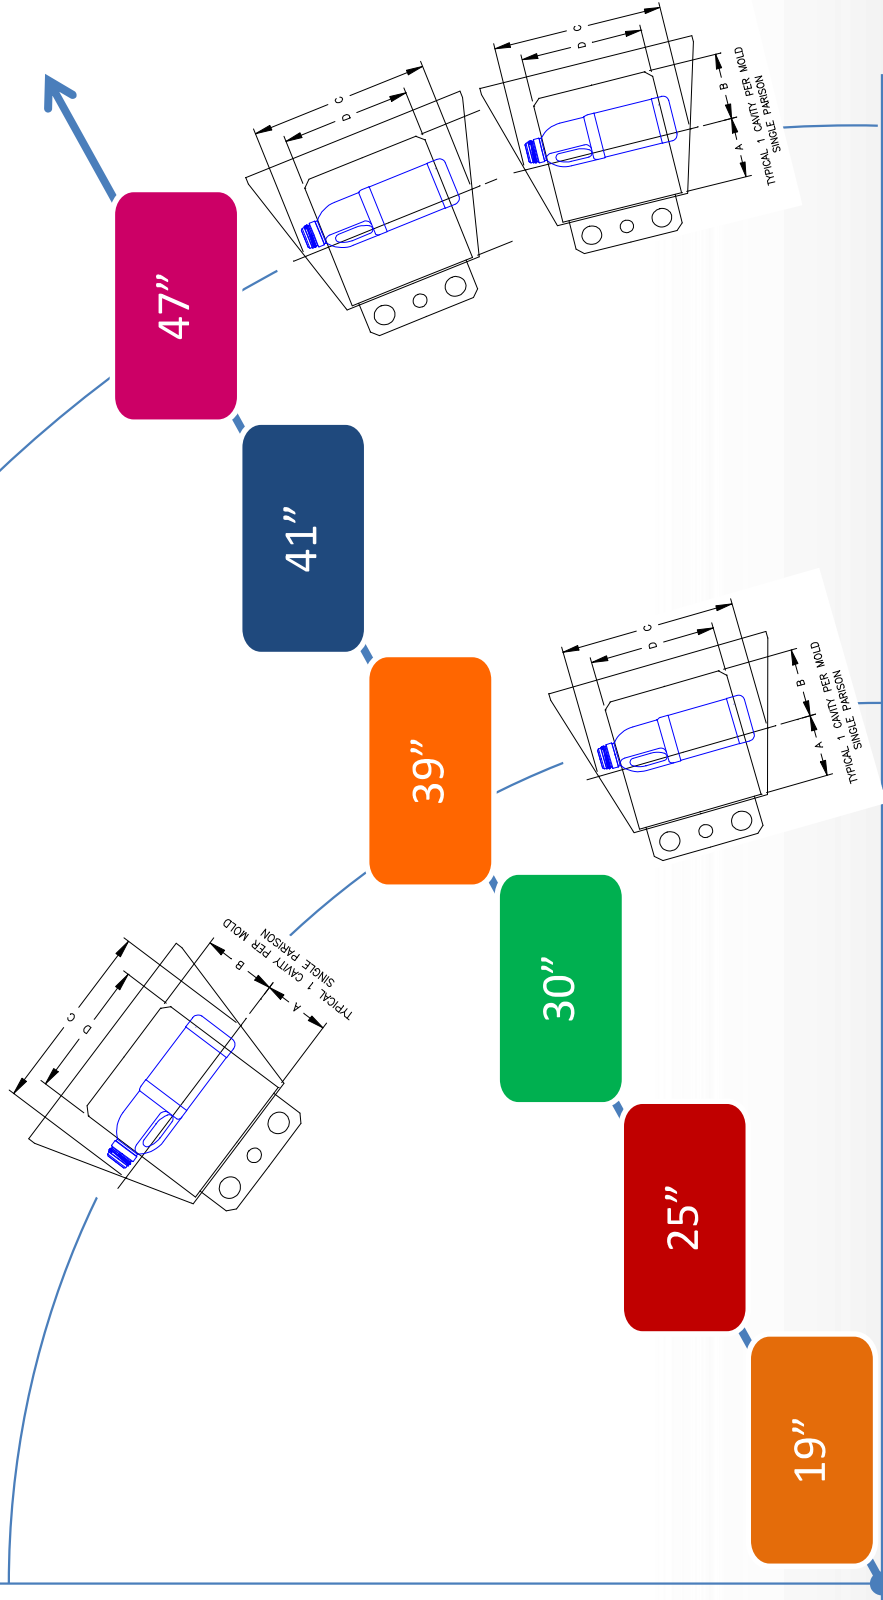 47”
41”
39”
30”
25”
19”
C
D
C
D
B
A
TYPICAL 1 CAVITY PER MOLD
SINGLE PARISON
C
D
B
A
TYPICAL 1 CAVITY PER MOLD
SINGLE PARISON
C
D
B
A
TYPICAL 1 CAVITY PER MOLD
SINGLE PARISON